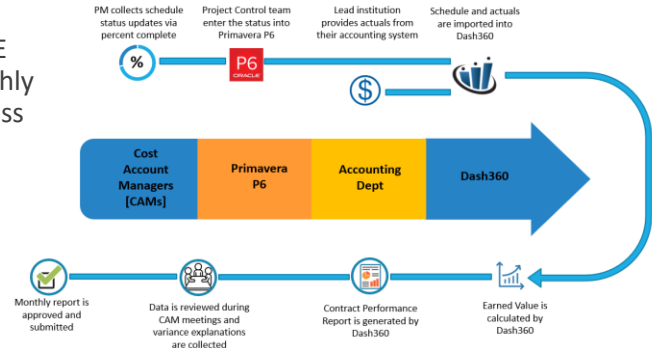 PM collects schedule
status updates via
percent complete
Project Control team
enter the status into
Primavera P6
Lead institution
provides actuals from
their accounting system
Schedule and actuals
are imported into
Dash360
%
P6
ORACLE
$
Cost
Account
Managers
[CAMs]
Primavera
P6
Accounting
Dept
Dash360
Monthly report is
approved and
submitted
Data is reviewed during
CAM meetings and
variance explanations
are collected
Contract Performance
Report is generated by
Dash360
Earned Value is
calculated by
Dash360